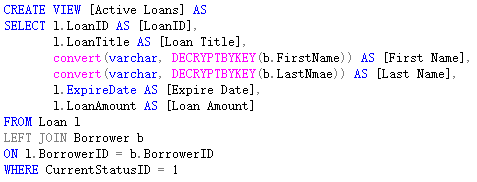 CREATE VIEW [Active Loans] AS
SELECT l.LoanID AS [LoanID],
l.LoanTitle AS [Loan Title],
convert(varchar, DECRYPTBYKEY(b.FirstName)) AS [First Name],
convert(varchar, DECRYPTBYKEY(b.LastNmae)) AS [Last Name],
l.ExpireDate AS [Expire Date],
l.LoanAmount AS [Loan Amount]
FROM Loan l
LEFT JOIN Borrower b
ON l.BorrowerID = b.BorrowerID
WHERE CurrentStatusID = 1